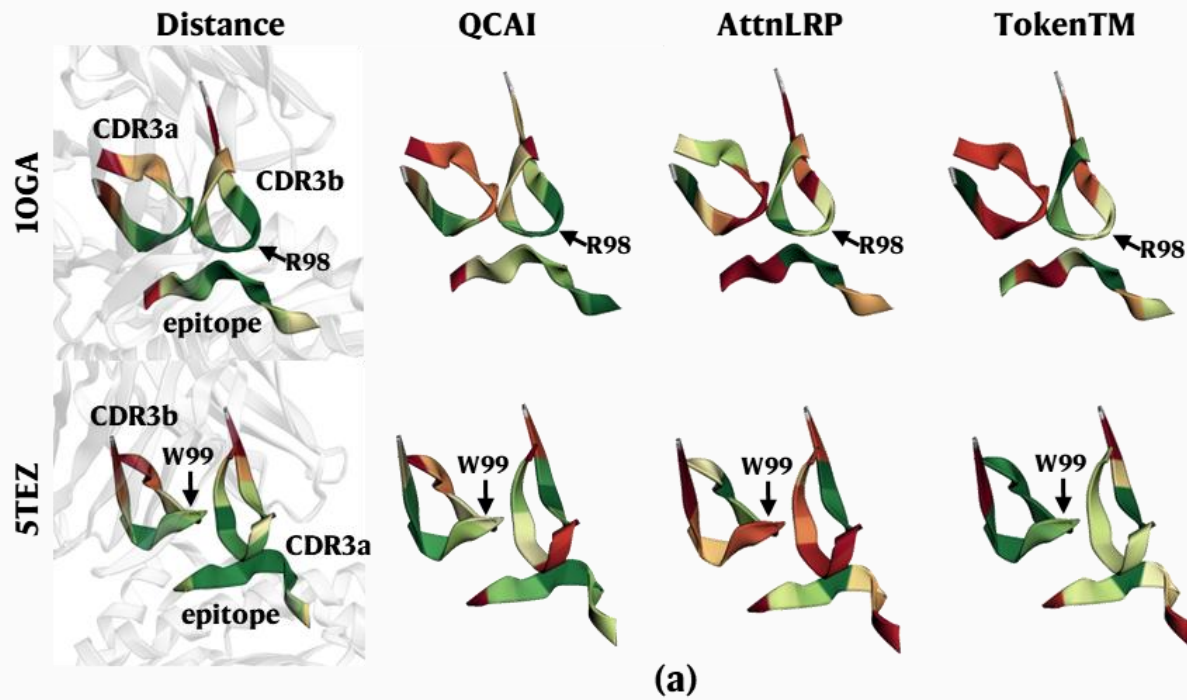 Distance QCAI AttnLRP TokenTM
1OGA
CDR3a
CDR3b
R98
epitope
R98
R98
R98
5TEZ
CDR3b
W99
CDR3a
epitope
W99
W99
W99
(a)